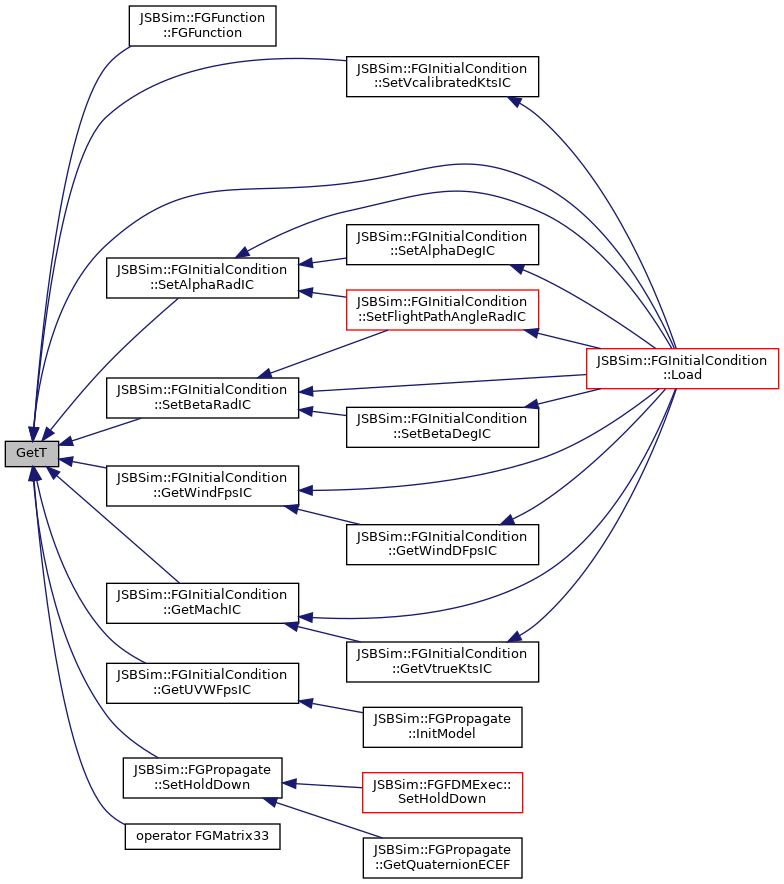 JSBSim::FGFunction
::FGFunction
JSBSim::FGInitialCondition
::SetVcalibratedKtsIC
JSBSim::FGInitialCondition
::SetAlphaDegIC
JSBSim::FGInitialCondition
::SetAlphaRadIC
JSBSim::FGInitialCondition
::SetFlightPathAngleRadIC
JSBSim::FGInitialCondition
::Load
JSBSim::FGInitialCondition
::SetBetaRadIC
JSBSim::FGInitialCondition
::SetBetaDegIC
GetT
JSBSim::FGInitialCondition
::GetWindFpsIC
JSBSim::FGInitialCondition
::GetWindDFpsIC
JSBSim::FGInitialCondition
::GetMachIC
JSBSim::FGInitialCondition
::GetVtrueKtsIC
JSBSim::FGInitialCondition
::GetUVWFpsIC
JSBSim::FGPropagate
::InitModel
JSBSim::FGPropagate
::SetHoldDown
JSBSim::FGFDMExec::
SetHoldDown
operator FGMatrix33
JSBSim::FGPropagate
::GetQuaternionECEF